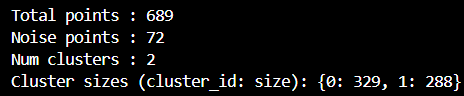 Total points : 689
Noise points : 72
Num clusters : 2
Cluster sizes (cluster_id: size): {0: 329, 1: 288}